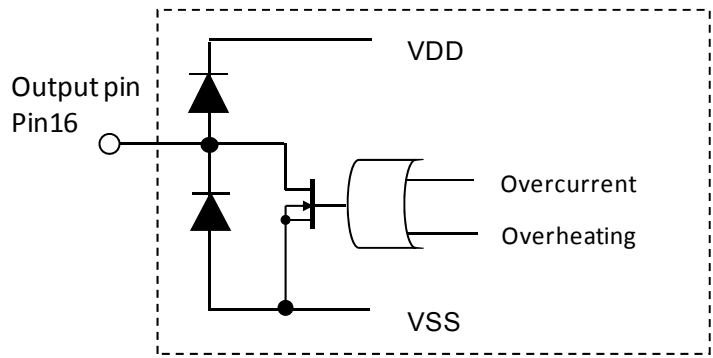 VDD
Output pin
Pin16
Overcurrent
Overheating
VSS